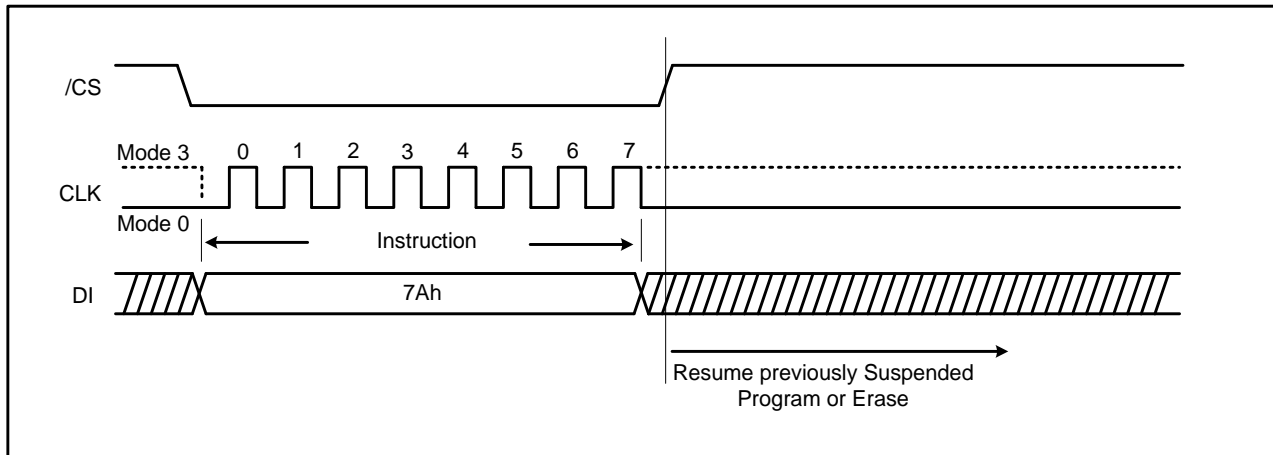 /CS
Mode 3
0 1 2 3 4 5 6 7
CLK
Mode 0
Instruction
DI
7Ah
Resume previously Suspended
Program or Erase